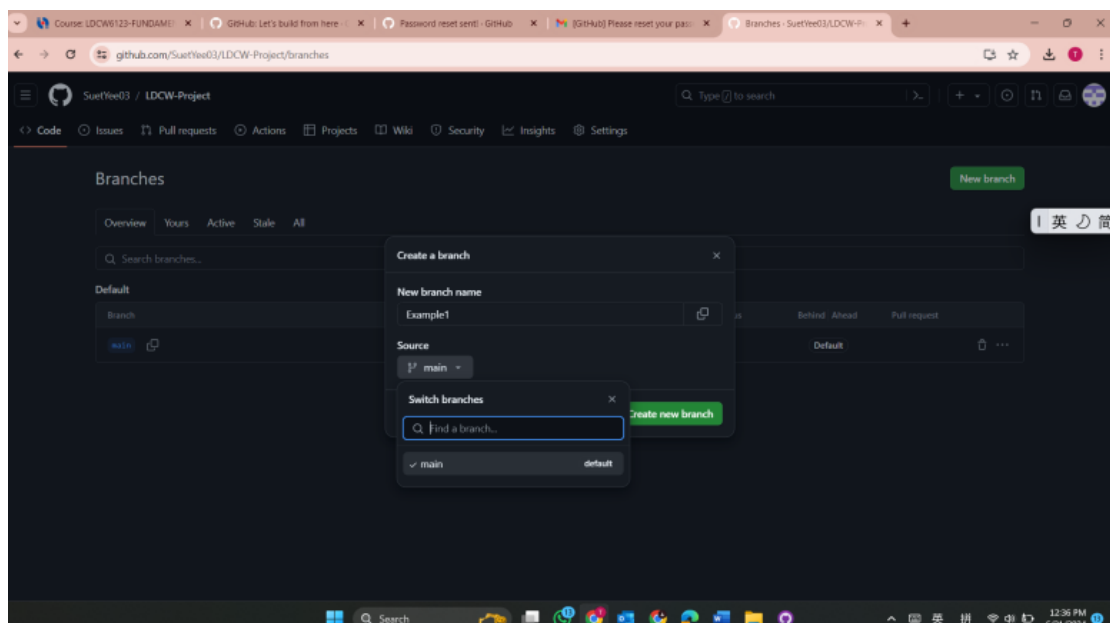 Course: LDCW6123-FUNDAME
GitHub: Let's build from here · G
Password reset sent! · GitHub
[GitHub] Please reset your pass
Branches · SuetYee03/LDCW-Pr
github.com/SuetYee03/LDCW-Project/branches
SuetYee03 / LDCW-Project
Type / to search
Code Issues Pull requests Actions Projects Wiki Security Insights Settings
Branches
New branch
Overview Yours Active Stale All
英 简
Search branches...
Create a branch
Default
New branch name
Branch
Example1
us
Behind Ahead
Pull request
main
Default
Source
main
Switch branches
Create new branch
Find a branch...
main
default
Search
英 拼
12:36 PM